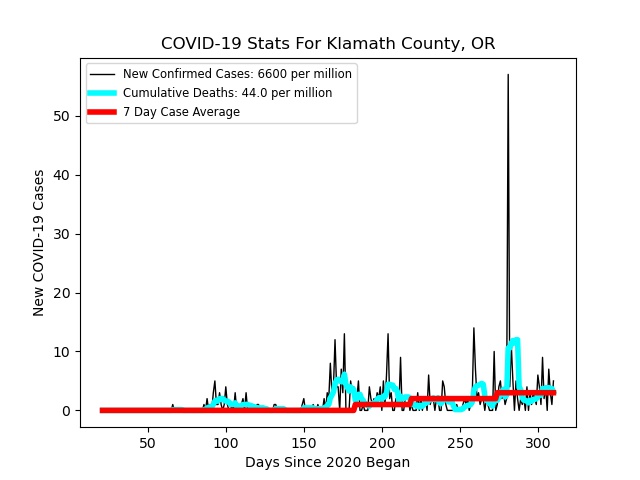 COVID-19 Stats For Klamath County, OR
New Confirmed Cases: 6600 per million
Cumulative Deaths: 44.0 per million
7 Day Case Average
New COVID-19 Cases
50
40
30
20
10
0
50 100 150 200 250 300
Days Since 2020 Began